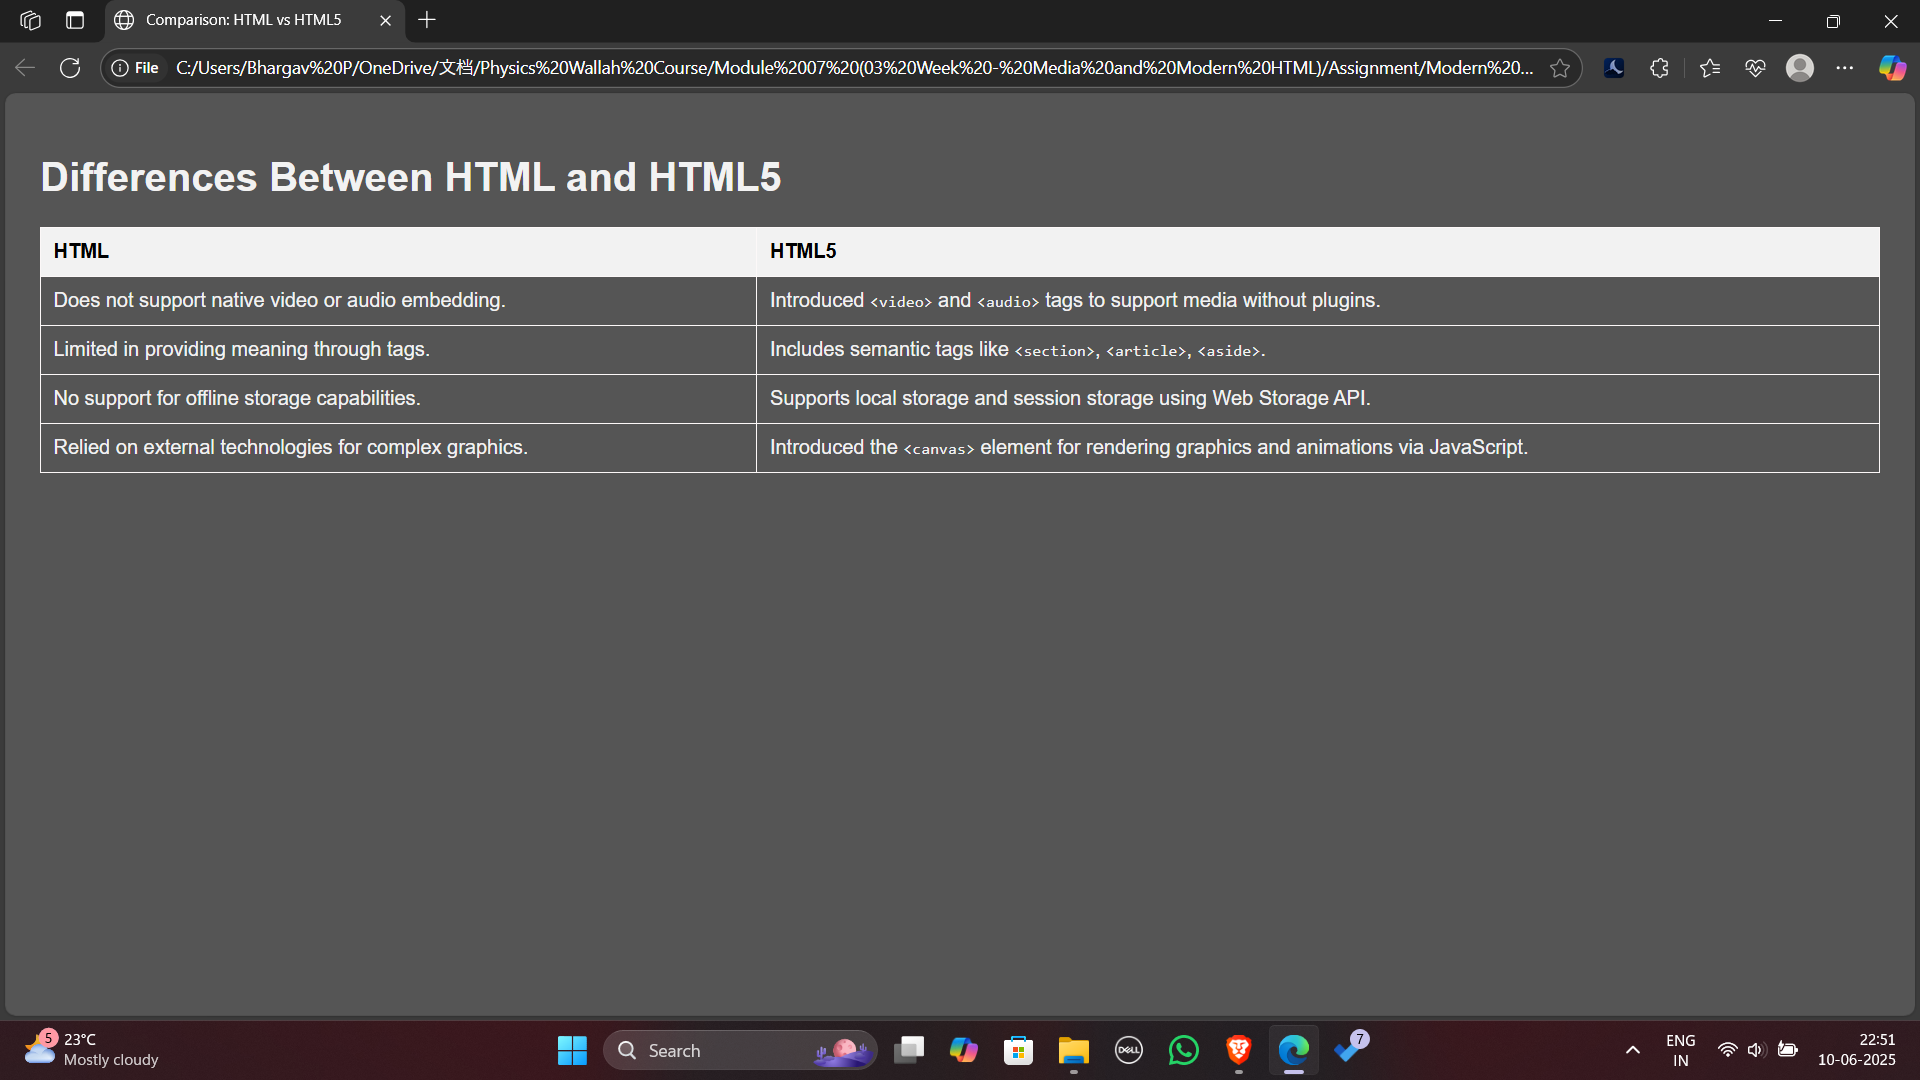 Comparison: HTML vs HTML5
File C:/Users/Bhargav%20P/OneDrive/文档/Physics%20Wallah%20Course/Module%2007%20(03%20Week%20-%20Media%20and%20Modern%20HTML)/Assignment/Modern%20...
Differences Between HTML and HTML5
HTML HTML5
Does not support native video or audio embedding. Introduced <video> and <audio> tags to support media without plugins.
Limited in providing meaning through tags. Includes semantic tags like <section>, <article>, <aside>.
No support for offline storage capabilities. Supports local storage and session storage using Web Storage API.
Relied on external technologies for complex graphics. Introduced the <canvas> element for rendering graphics and animations via JavaScript.
5 23°C
Mostly cloudy
Search
DELL
7
ENG
IN
22:51
10-06-2025